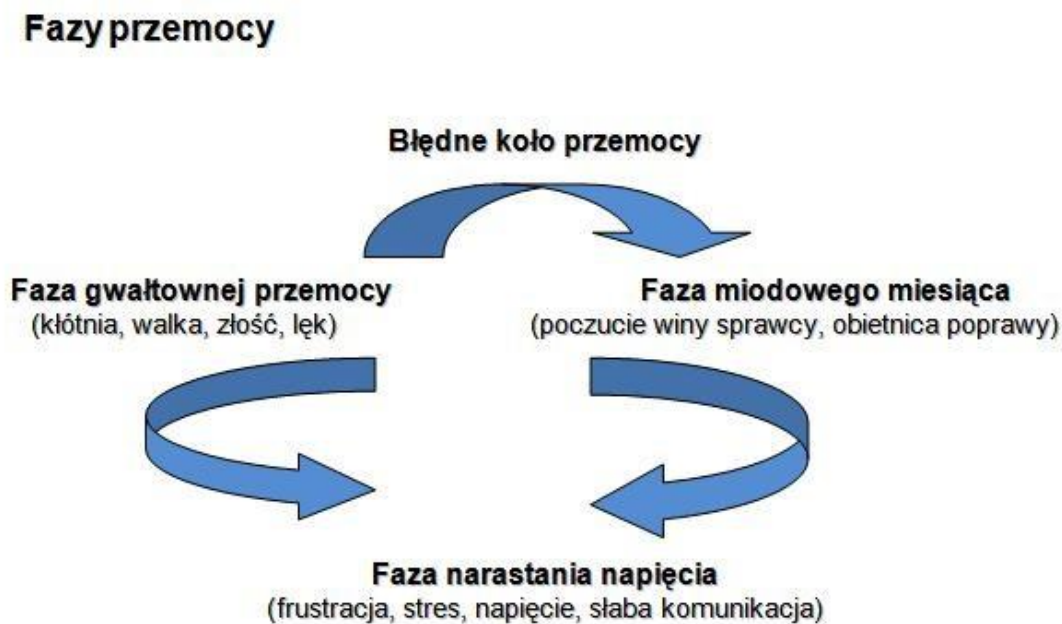 Fazy przemocy
Błędne koło przemocy
Faza gwałtownej przemocy
(kłótnia, walka, złość, lęk)
Faza miodowego miesiąca
(poczucie winy sprawcy, obietnica poprawy)
Faza narastania napięcia
(frustracja, stres, napięcie, słaba komunikacja)